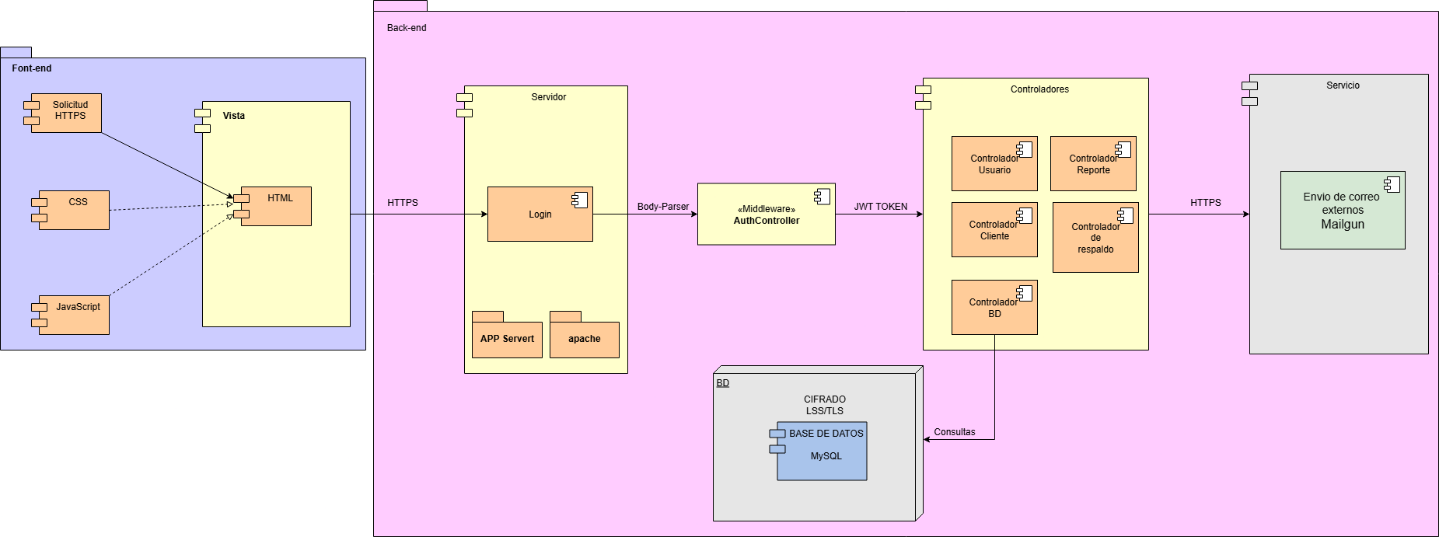 Back-end
Font-end
Solicitud
HTTPS
CSS
JavaScript
Vista
HTML
HTTPS
Servidor
Login
APP Servert
apache
Body-Parser
«Middleware»
AuthController
JWT TOKEN
Controladores
Controlador
Usuario
Controlador
Reporte
Controlador
Cliente
Controlador
de
respaldo
Controlador
BD
HTTPS
Servicio
Envio de correo
externos
Mailgun
BD
CIFRADO
LSS/TLS
BASE DE DATOS
MySQL
Consultas